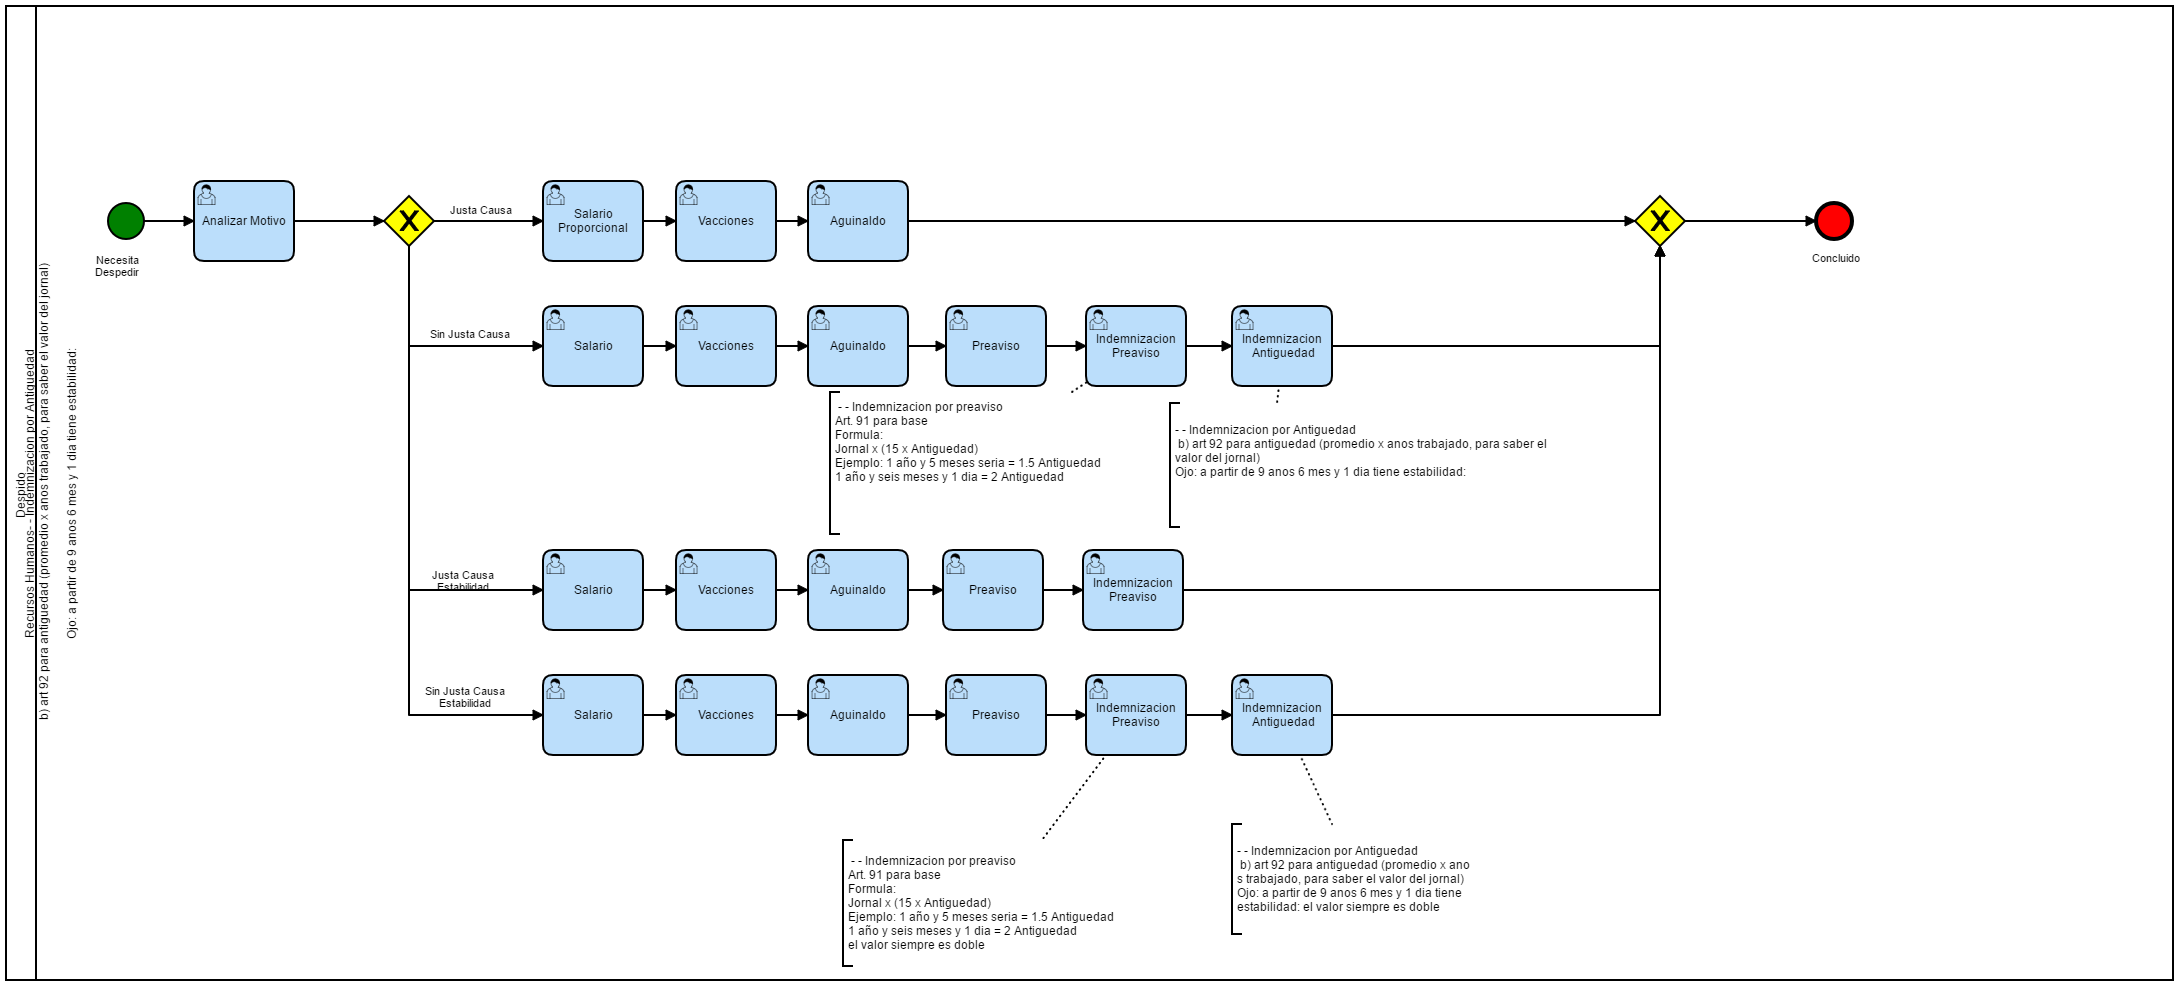 Despido
Recursos Humanos- - Indemnizacion por Antiguedad
b) art 92 para antiguedad (promedio x anos trabajado, para saber el valor del jornal)
Ojo: a partir de 9 anos 6 mes y 1 dia tiene estabilidad:
Necesita
Despedir
Analizar Motivo
Justa Causa
Salario
Proporcional
Vacciones
Aguinaldo
Concluido
Sin Justa Causa
Salario
Vacciones
Aguinaldo
Preaviso
Indemnizacion
Preaviso
Indemnizacion
Antiguedad
- - Indemnizacion por preaviso
Art. 91 para base
Formula:
Jornal x (15 x Antiguedad)
Ejemplo: 1 año y 5 meses seria = 1.5 Antiguedad
1 año y seis meses y 1 dia = 2 Antiguedad
- - Indemnizacion por Antiguedad
b) art 92 para antiguedad (promedio x anos trabajado, para saber el
valor del jornal)
Ojo: a partir de 9 anos 6 mes y 1 dia tiene estabilidad:
Justa Causa
Estabilidad
Salario
Vacciones
Aguinaldo
Preaviso
Indemnizacion
Preaviso
Sin Justa Causa
Estabilidad
Salario
Vacciones
Aguinaldo
Preaviso
Indemnizacion
Preaviso
Indemnizacion
Antiguedad
- - Indemnizacion por preaviso
Art. 91 para base
Formula:
Jornal x (15 x Antiguedad)
Ejemplo: 1 año y 5 meses seria = 1.5 Antiguedad
1 año y seis meses y 1 dia = 2 Antiguedad
el valor siempre es doble
- - Indemnizacion por Antiguedad
b) art 92 para antiguedad (promedio x ano
s trabajado, para saber el valor del jornal)
Ojo: a partir de 9 anos 6 mes y 1 dia tiene
estabilidad: el valor siempre es doble